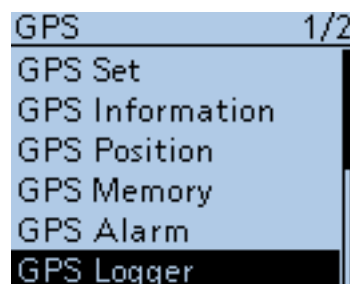 GPS 1/2
GPS Set
GPS Information
GPS Position
GPS Memory
GPS Alarm
GPS Logger